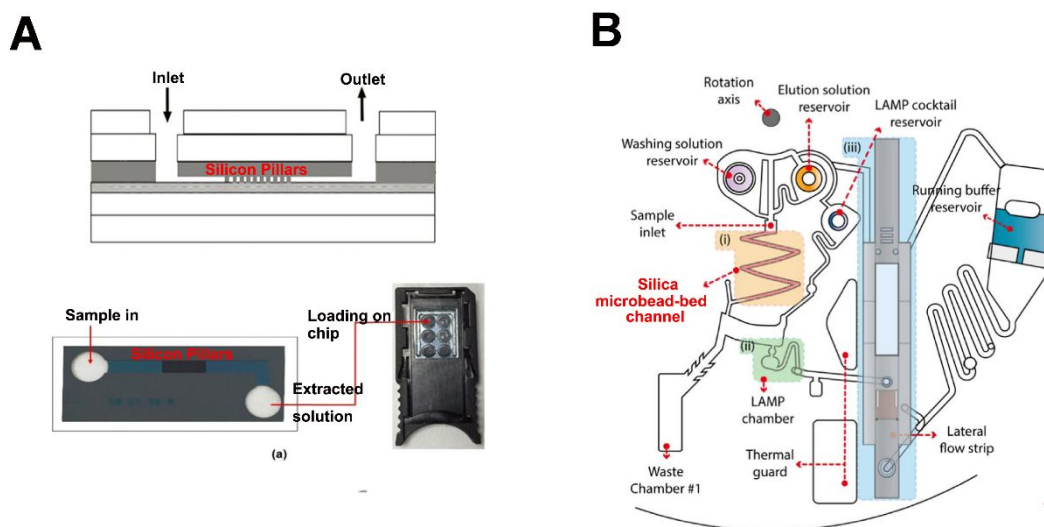 A
Inlet
Outlet
Silicon Pillars
Sample in
Silicon Pillars
Loading on
chip
Extracted
solution
(a)
B
Rotation
axis
Elution solution
reservoir
LAMP cocktail
reservoir
Washing solution
reservoir
(iii)
Running buffer
reservoir
Sample
inlet
(i)
Silica
microbead-bed
channel
(ii)
LAMP
chamber
Thermal
guard
Lateral
flow strip
Waste
Chamber #1